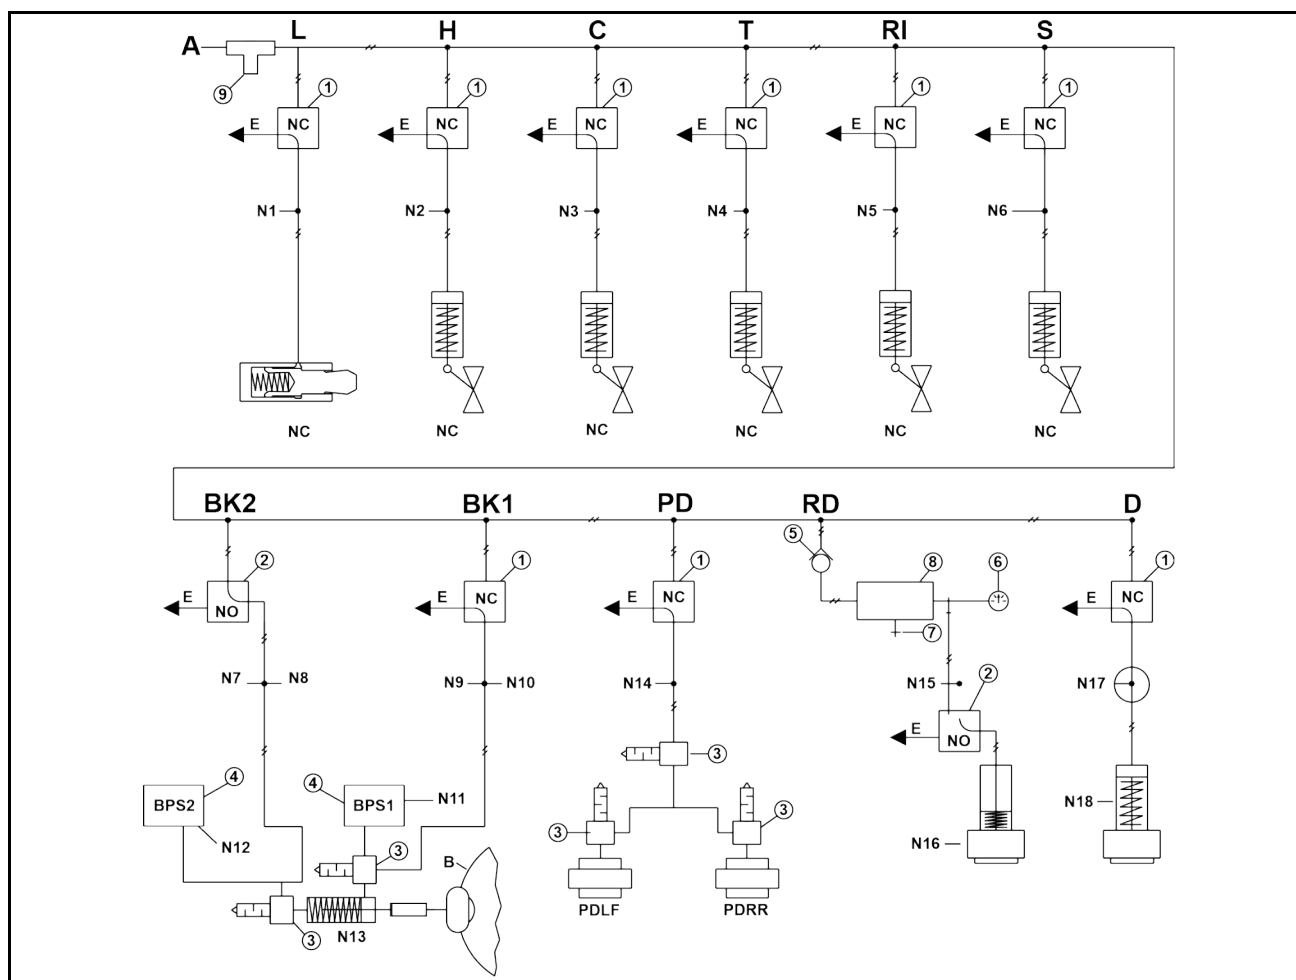 A L H C T RI S
9 1 1 1 1 1 1
E NC E NC E NC E NC E NC E NC
N1 N2 N3 N4 N5 N6
NC NC NC NC NC NC
BK2 BK1 PD RD D
5
2 1 1 8 6 1
E NO E NC E NC 7 E NC
N7 N8 N9 N10 N14 N15 2 N17
E NO
3
4 BPS2 4 BPS1 N11 N18
3 3
N12 3 N16
B
PDLF PDRR
3 N13